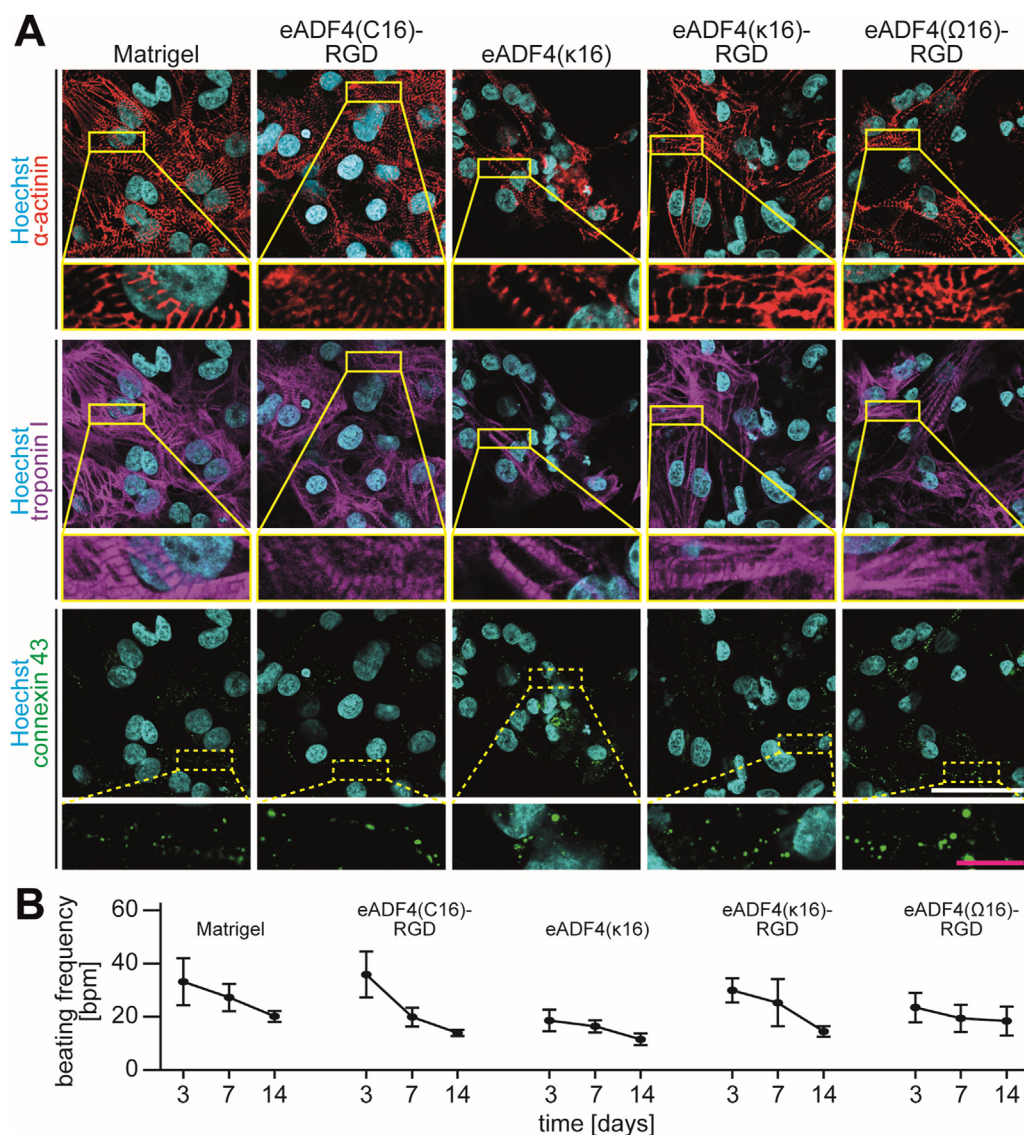 A
Matrigel
eADF4(C16)-
RGD
eADF4(κ16)
eADF4(κ16)-
RGD
eADF4(Ω16)-
RGD
Hoechst
α-actinin
Hoechst
troponin I
Hoechst
connexin 43
B
beating frequency
[bpm]
60
40
20
0
Matrigel
eADF4(C16)-
RGD
eADF4(κ16)
eADF4(κ16)-
RGD
eADF4(Ω16)-
RGD
3 7 14 3 7 14 3 7 14 3 7 14 3 7 14
time [days]